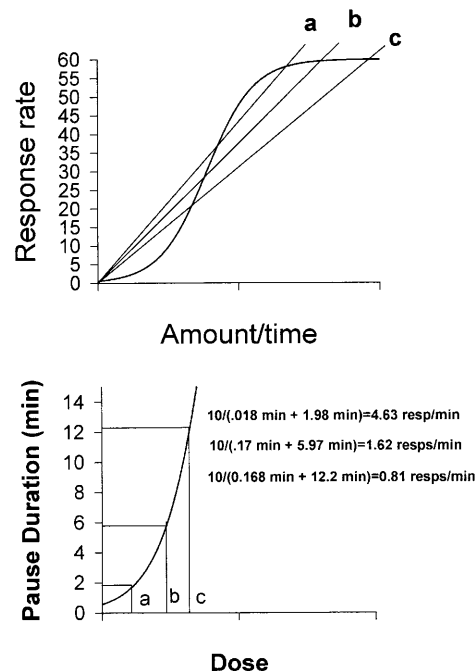 a
b
c
60
55
50
45
40
35
30
25
20
15
10
5
0
Response rate
Amount/time
Pause Duration (min)
14
12
10
8
6
4
2
0
10/(.018 min + 1.98 min)=4.63 resp/min
10/(.17 min + 5.97 min)=1.62 resps/min
10/(0.168 min + 12.2 min)=0.81 resps/min
a
b
c
Dose